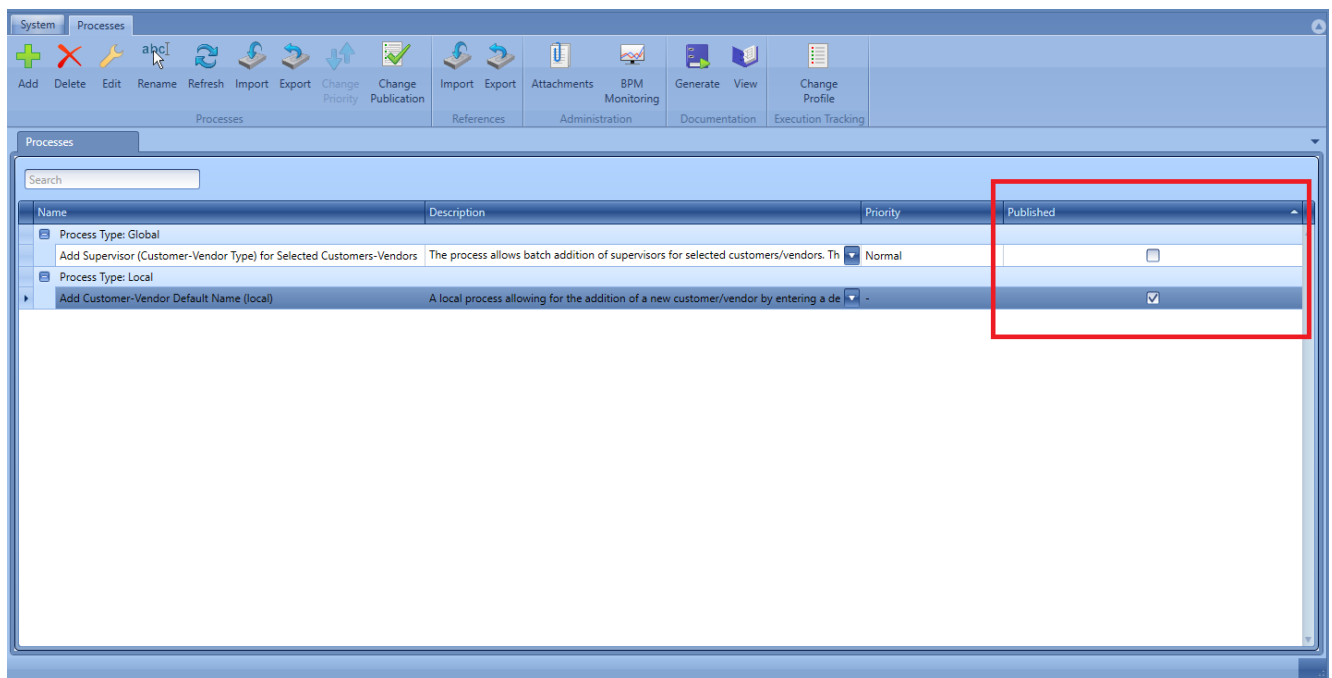 System Processes
abc
Add Delete Edit Rename Refresh Import Export Change Priority Change Publication Import Export Attachments BPM Monitoring Generate View Change Profile
Processes References Administration Documentation Execution Tracking
Processes
Search
Name Description Priority Published
Process Type: Global
Add Supervisor (Customer-Vendor Type) for Selected Customers-Vendors The process allows batch addition of supervisors for selected customers/vendors. Th Normal
Process Type: Local
Add Customer-Vendor Default Name (local) A local process allowing for the addition of a new customer/vendor by entering a de -